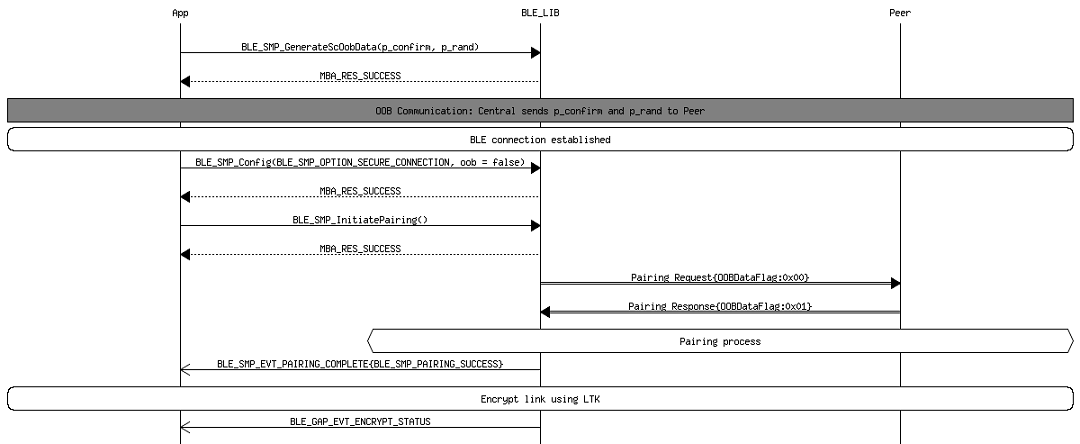 App BLE_LIB Peer
BLE_SMP_GenerateScOobData(p_confirm, p_rand)
MBA_RES_SUCCESS
OOB Communication: Central sends p_confirm and p_rand to Peer
BLE connection established
BLE_SMP_Config(BLE_SMP_OPTION_SECURE_CONNECTION, oob = false)
MBA_RES_SUCCESS
BLE_SMP_InitiatePairing()
MBA_RES_SUCCESS
Pairing Request{OOBDataFlag:0x00}
Pairing Response{OOBDataFlag:0x01}
Pairing process
BLE_SMP_EVT_PAIRING_COMPLETE{BLE_SMP_PAIRING_SUCCESS}
Encrypt link using LTK
BLE_GAP_EVT_ENCRYPT_STATUS